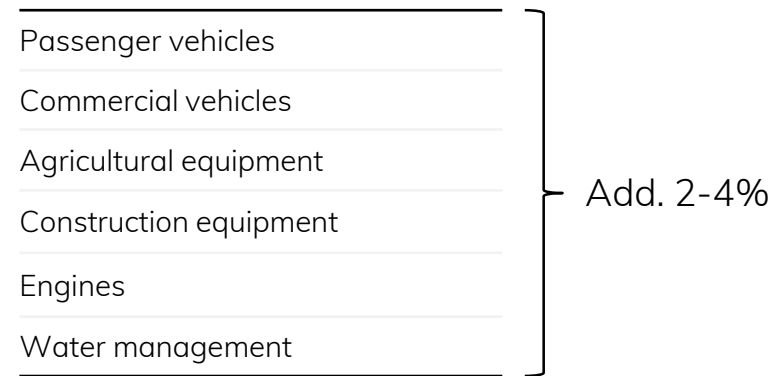 Passenger vehicles
Commercial vehicles
Agricultural equipment
Construction equipment
Engines
Water management
Add. 2-4%